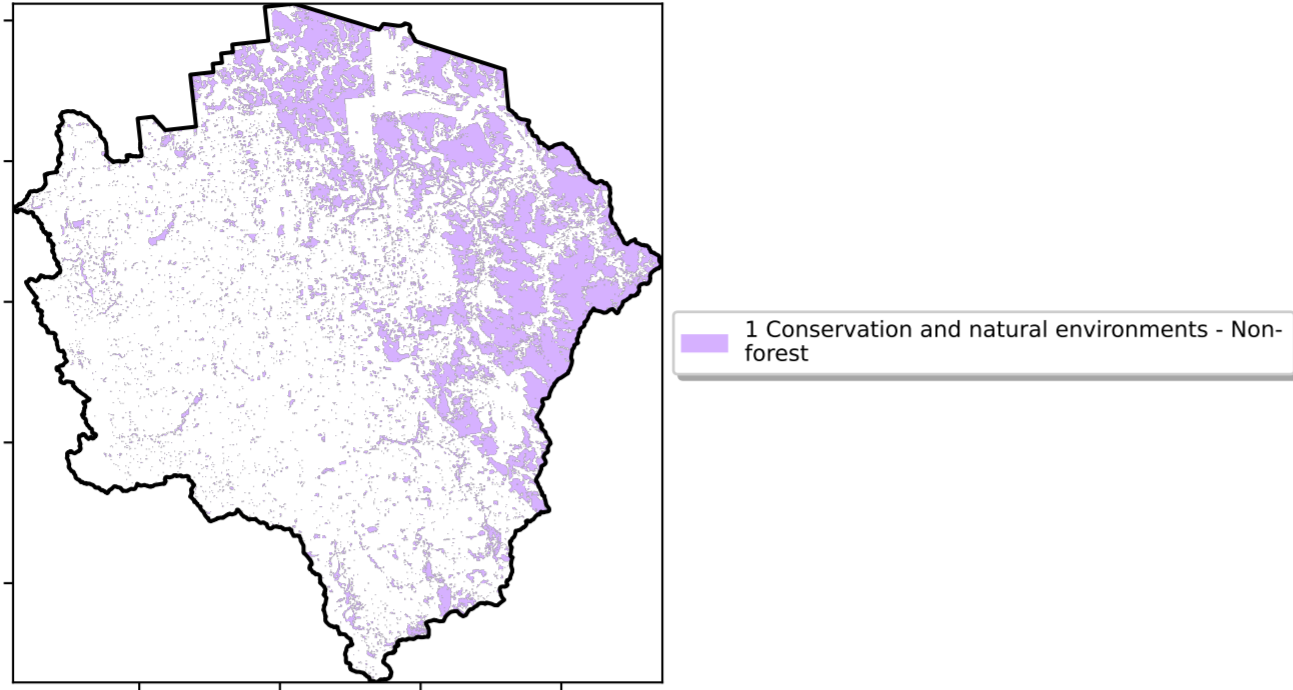 1 Conservation and natural environments - Non-
forest